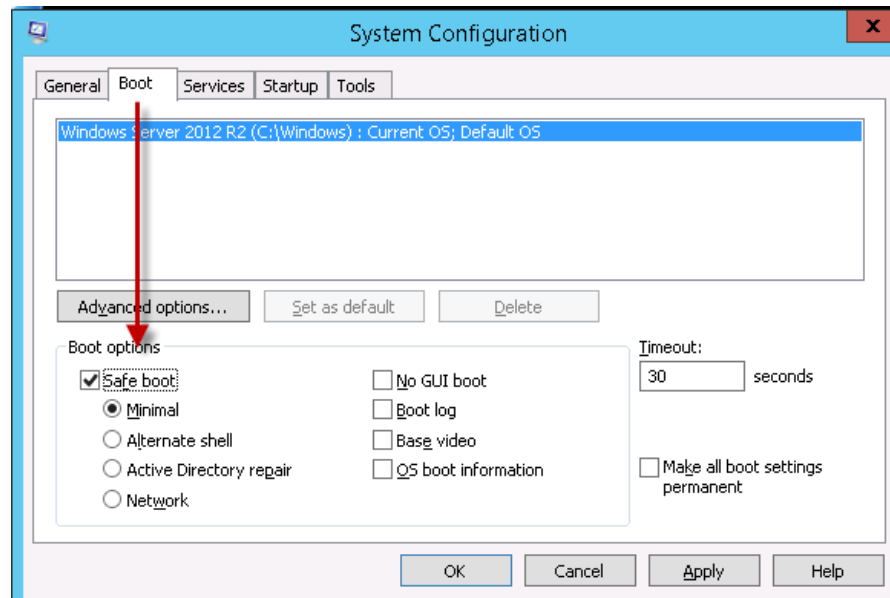 System Configuration
x
General Boot Services Startup Tools
Windows Server 2012 R2 (C:\Windows) : Current OS; Default OS
Advanced options... Set as default Delete
Boot options
Safe boot
Minimal
Alternate shell
Active Directory repair
Network
No GUI boot
Boot log
Base video
OS boot information
Timeout:
30 seconds
Make all boot settings
permanent
OK Cancel Apply Help